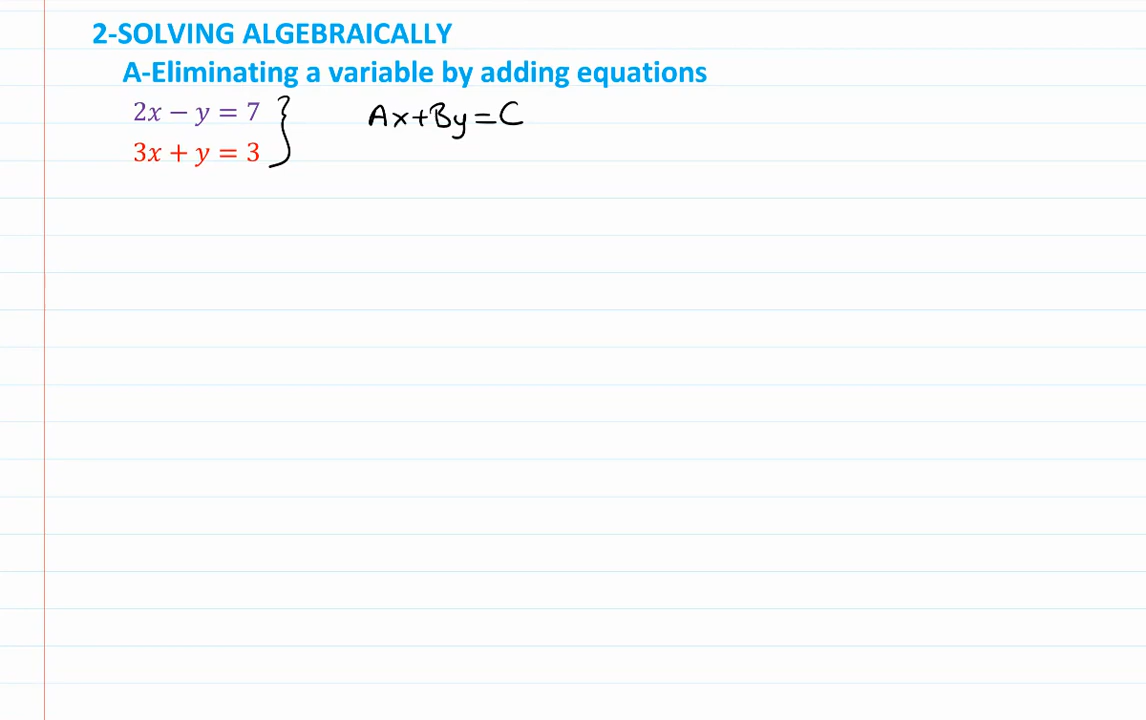 2-SOLVING ALGEBRAICALLY
A-Eliminating a variable by adding equations
2x − y = 7
Ax+By=C
3x + y = 3